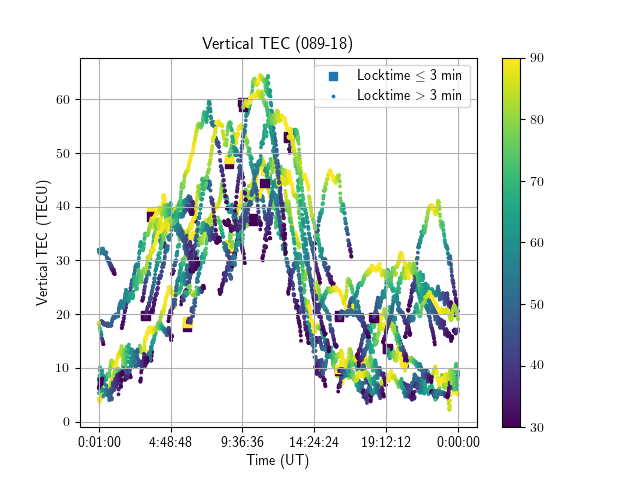 Vertical TEC (089-18)
Locktime ≤ 3 min
Locktime > 3 min
Vertical TEC (TECU)
60
50
40
30
20
10
0
0:01:00 4:48:48 9:36:36 14:24:24 19:12:12 0:00:00
Time (UT)
90
80
70
60
50
40
30